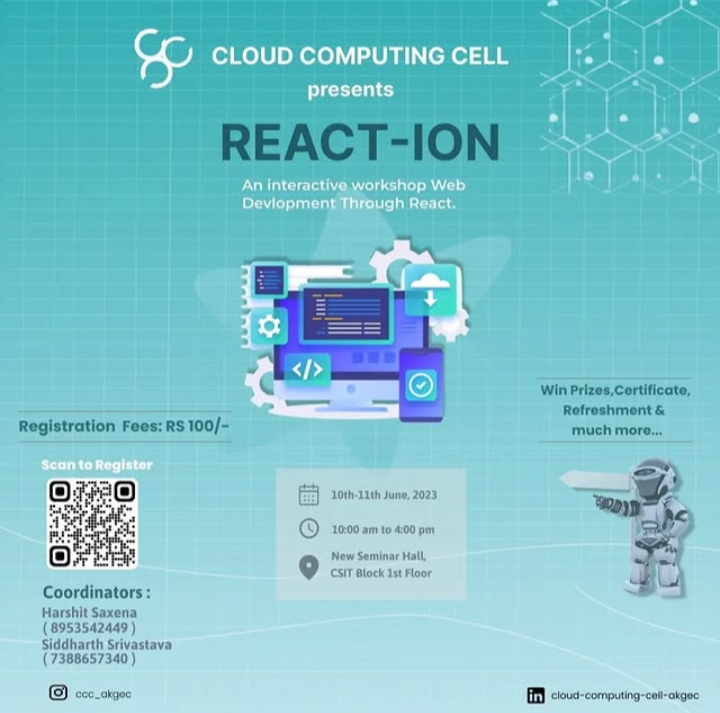 CLOUD COMPUTING CELL
presents
REACT-ION
An interactive workshop Web
Devlopment Through React.
</>
Win Prizes,Certificate,
Refreshment &
much more...
Registration Fees: RS 100/-
Scan to Register
10th-11th June, 2023
10:00 am to 4:00 pm
New Seminar Hall,
CSIT Block 1st Floor
Coordinators :
Harshit Saxena
( 8953542449 )
Siddharth Srivastava
( 7388657340 )
ccc_akgec
in cloud-computing-cell-akgec